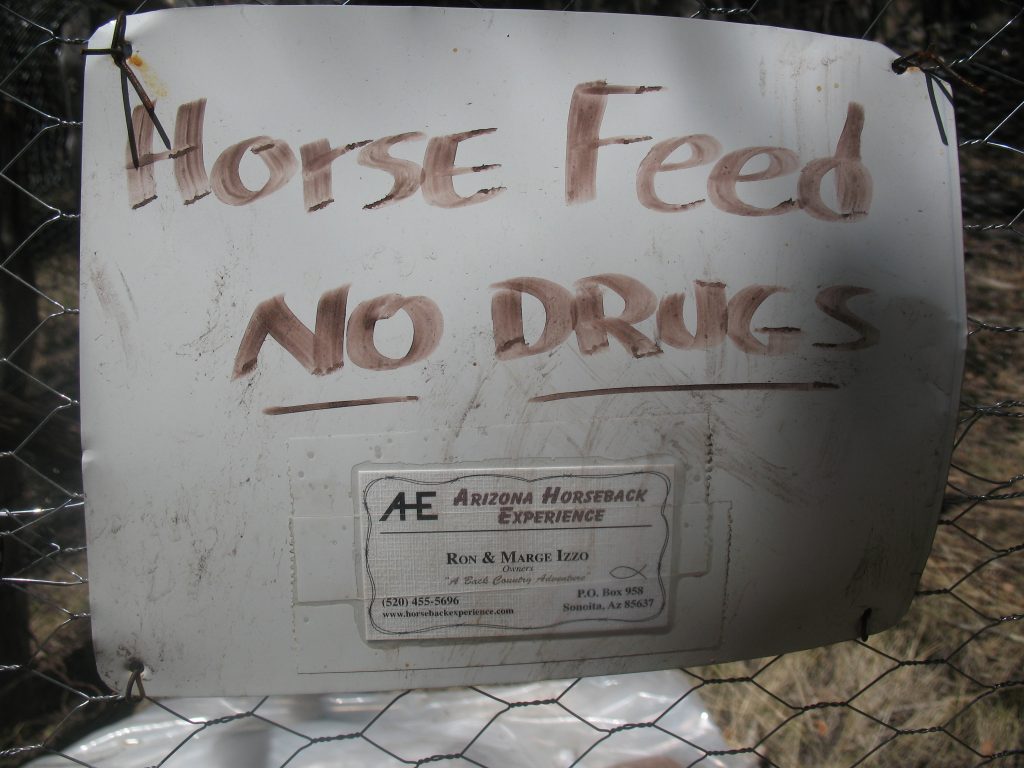 Horse Feed
NO DRUGS
AHE ARIZONA HORSEBACK
EXPERIENCE
RON & MARGE IZZO
Owners
"A Back Country Adventure"
(520) 455-5696
www.horsebackexperience.com
P.O. Box 958
Sonoita, Az 85637